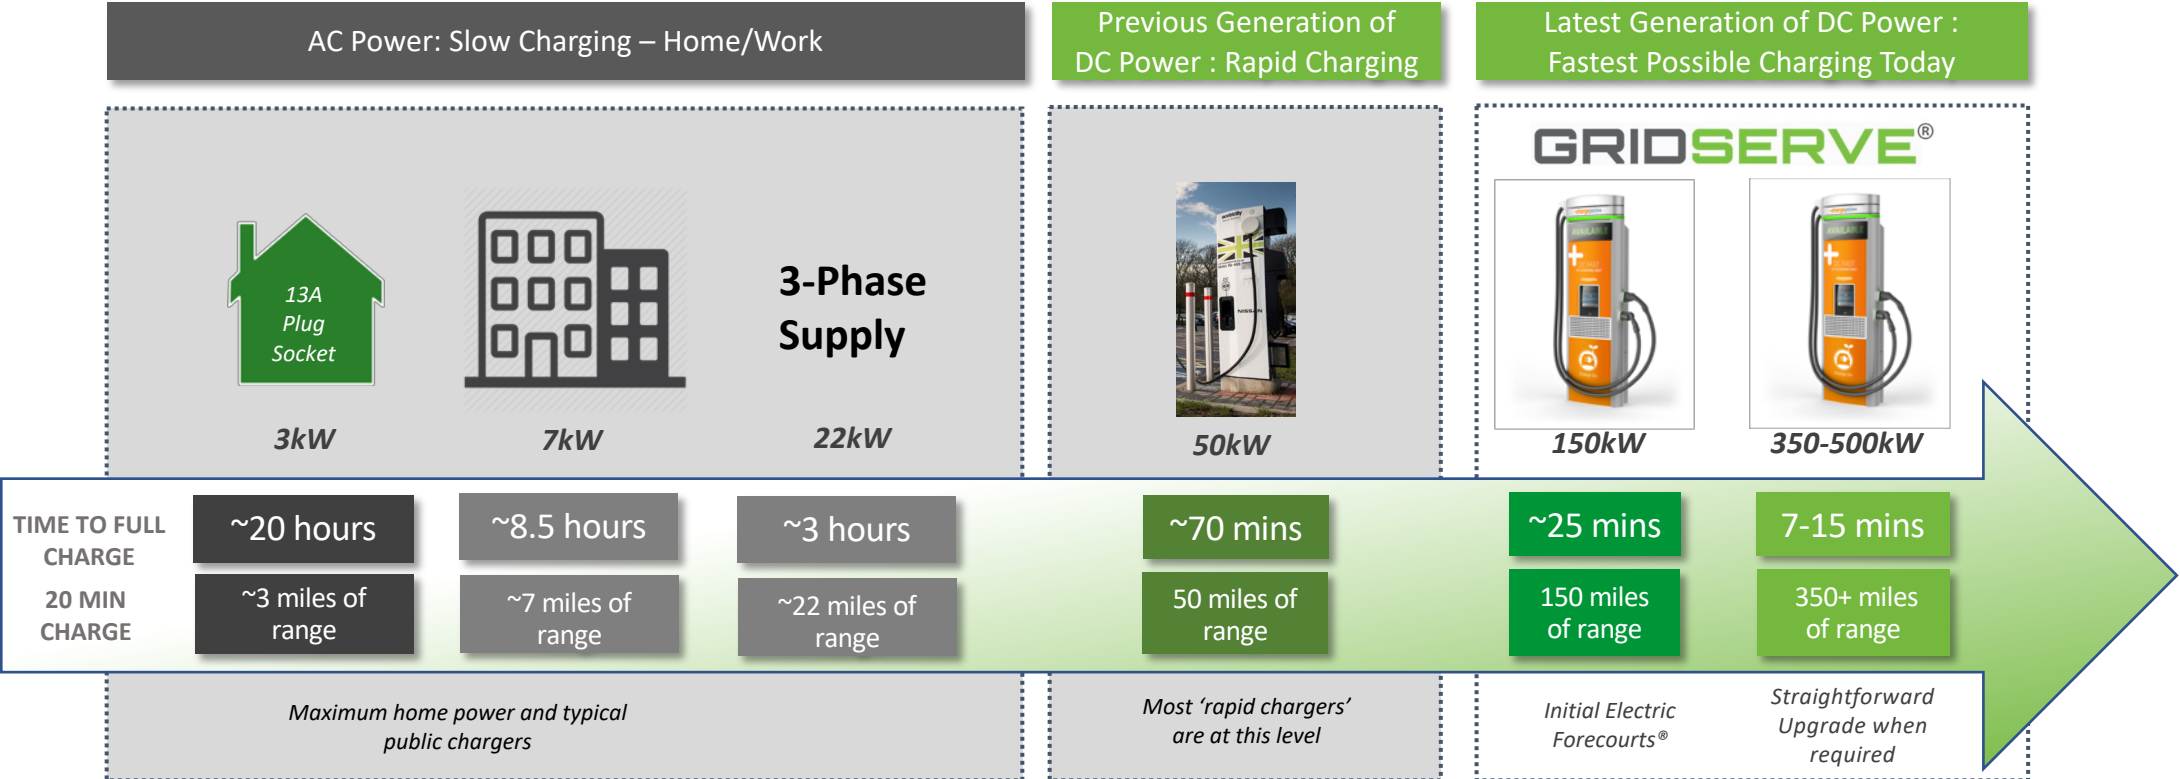 AC Power: Slow Charging – Home/Work
Previous Generation of
DC Power : Rapid Charging
Latest Generation of DC Power :
Fastest Possible Charging Today
GRIDSERVE®
13A
Plug
Socket
3-Phase
Supply
NISSAN
AVAILABLE
AVAILABLE
3kW
7kW
22kW
50kW
150kW
350-500kW
TIME TO FULL
CHARGE
~20 hours
~8.5 hours
~3 hours
~70 mins
~25 mins
7-15 mins
20 MIN
CHARGE
~3 miles of
range
~7 miles of
range
~22 miles of
range
50 miles of
range
150 miles
of range
350+ miles
of range
Maximum home power and typical
public chargers
Most ‘rapid chargers’
are at this level
Initial Electric
Forecourts®
Straightforward
Upgrade when
required